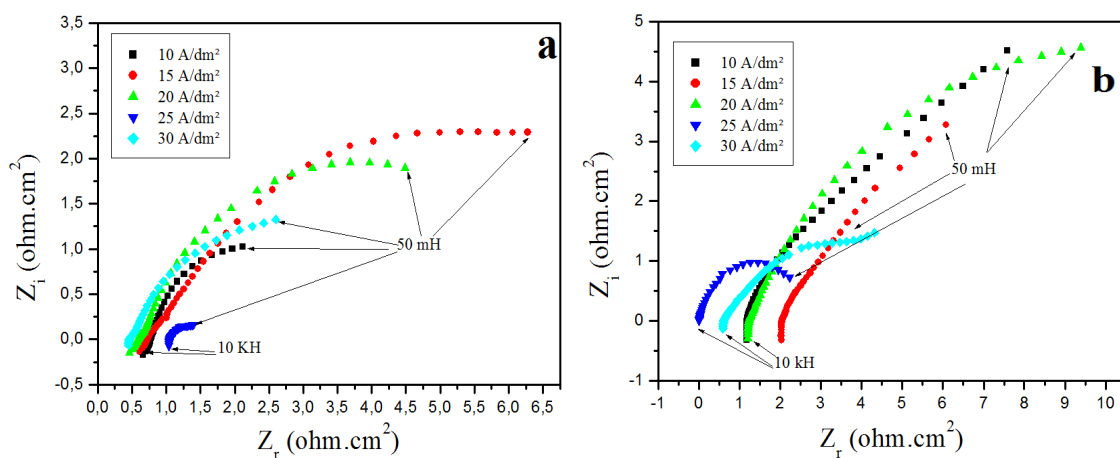 a
3,5
3,0
2,5
2,0
1,5
1,0
0,5
0,0
-0,5
Z_i (ohm.cm²)
10 A/dm²
15 A/dm²
20 A/dm²
25 A/dm²
30 A/dm²
50 mH
10 KH
0,0 0,5 1,0 1,5 2,0 2,5 3,0 3,5 4,0 4,5 5,0 5,5 6,0 6,5
Z_r (ohm.cm²)
b
5
4
3
2
1
0
-1
Z_i (ohm.cm²)
10 A/dm²
15 A/dm²
20 A/dm²
25 A/dm²
30 A/dm²
50 mH
10 kH
-1 0 1 2 3 4 5 6 7 8 9 10
Z_r (ohm.cm²)